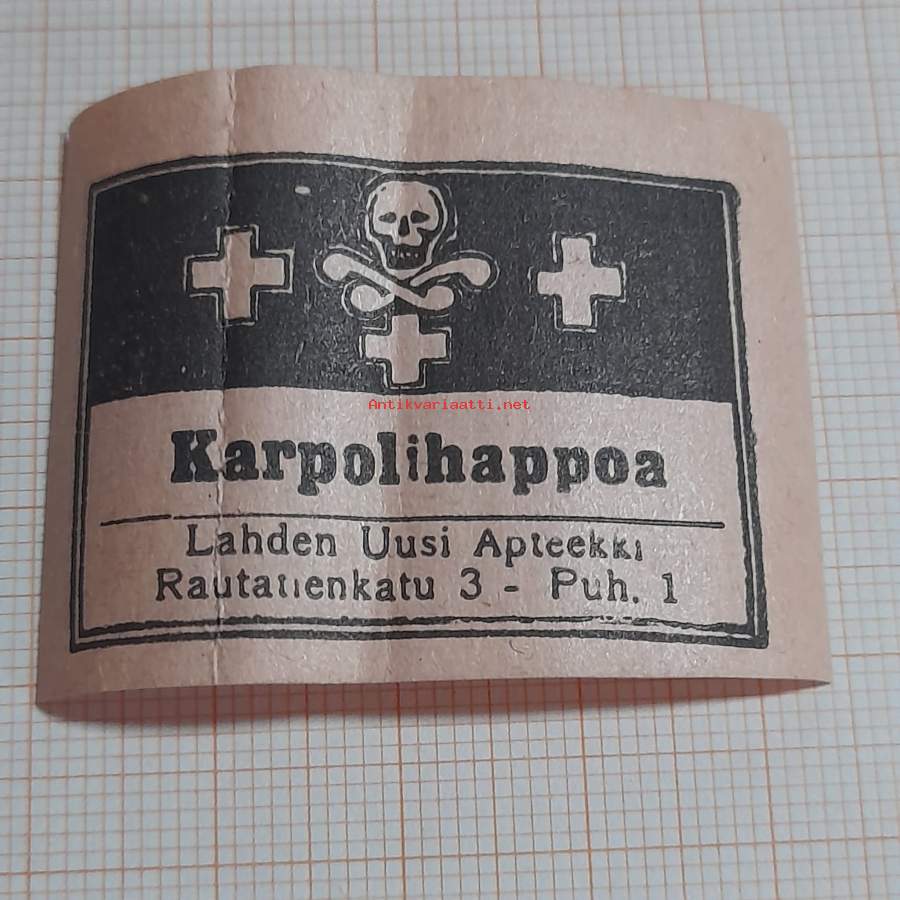 Antikvariaatti.net
Karpolihappoa
Lahden Uusi Apteekki
Rautatienkatu 3 - Puh. 1